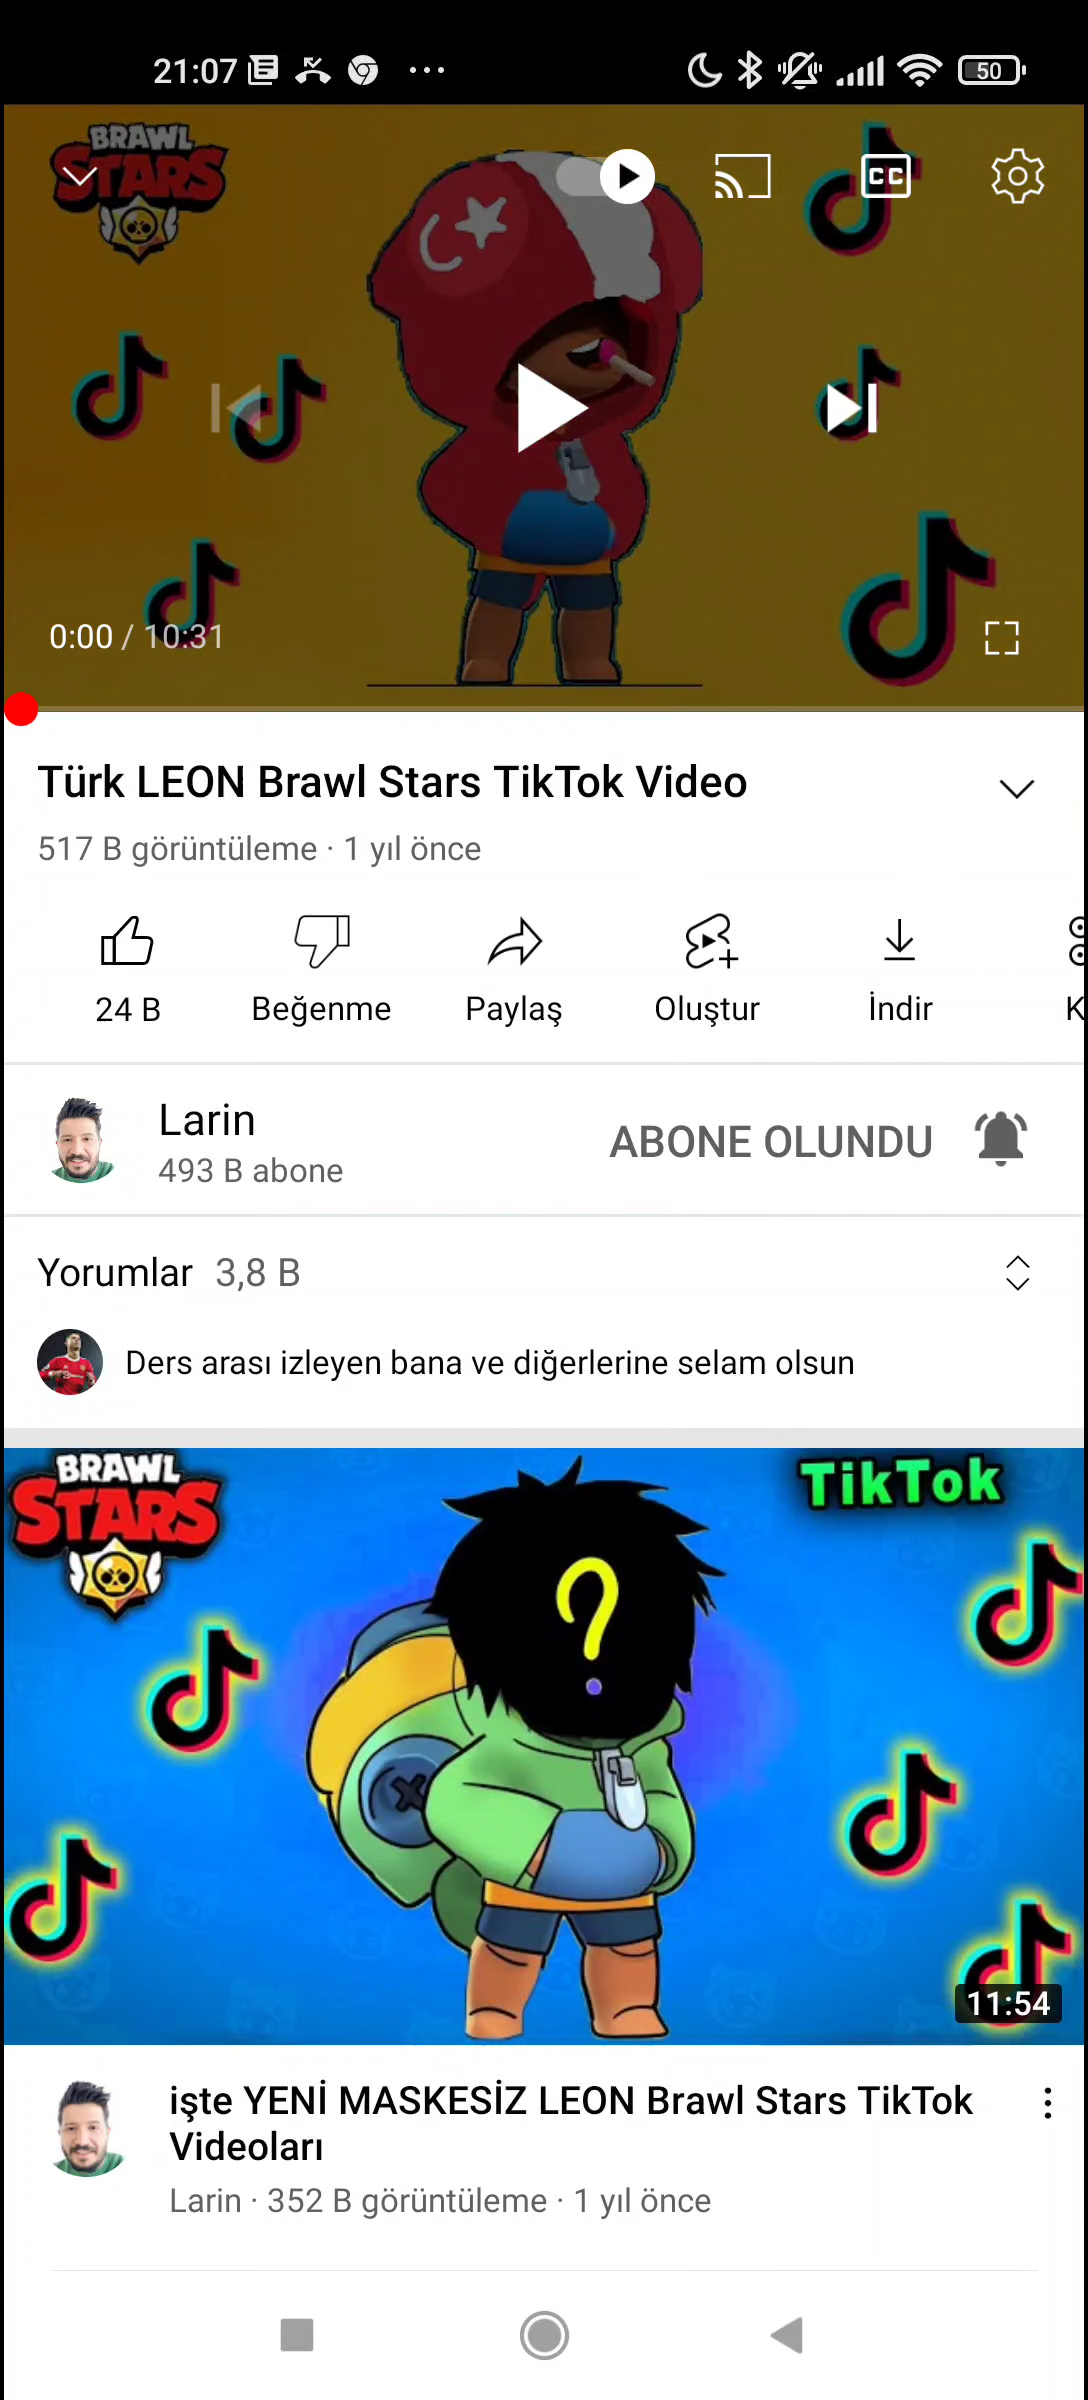 21:07
50
BRAWL
STARS
CC
0:00 / 10:31
Türk LEON Brawl Stars TikTok Video
517 B görüntüleme · 1 yıl önce
24 B
Beğenme
Paylaş
Oluştur
İndir
K
Larin
493 B abone
ABONE OLUNDU
Yorumlar 3,8 B
Ders arası izleyen bana ve diğerlerine selam olsun
BRAWL
STARS
TikTok
?
11:54
işte YENİ MASKESİZ LEON Brawl Stars TikTok
Videoları
Larin · 352 B görüntüleme · 1 yıl önce